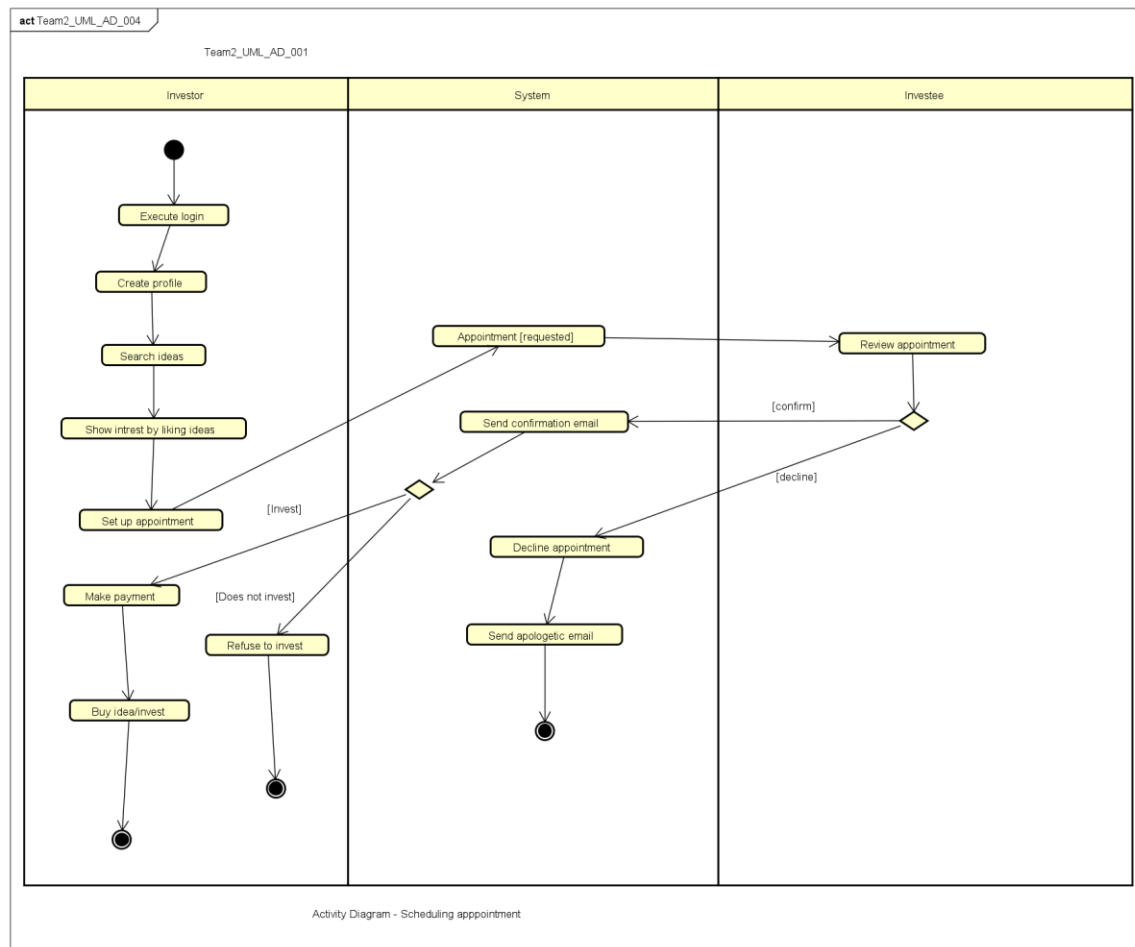 act Team2_UML_AD_004
Team2_UML_AD_001
Investor
System
Investee
Execute login
Create profile
Search ideas
Show intrest by liking ideas
Set up appointment
Appointment [requested]
Review appointment
[confirm]
Send confirmation email
[decline]
[Invest]
Decline appointment
Make payment
[Does not invest]
Refuse to invest
Send apologetic email
Buy idea/invest
Activity Diagram - Scheduling apppointment